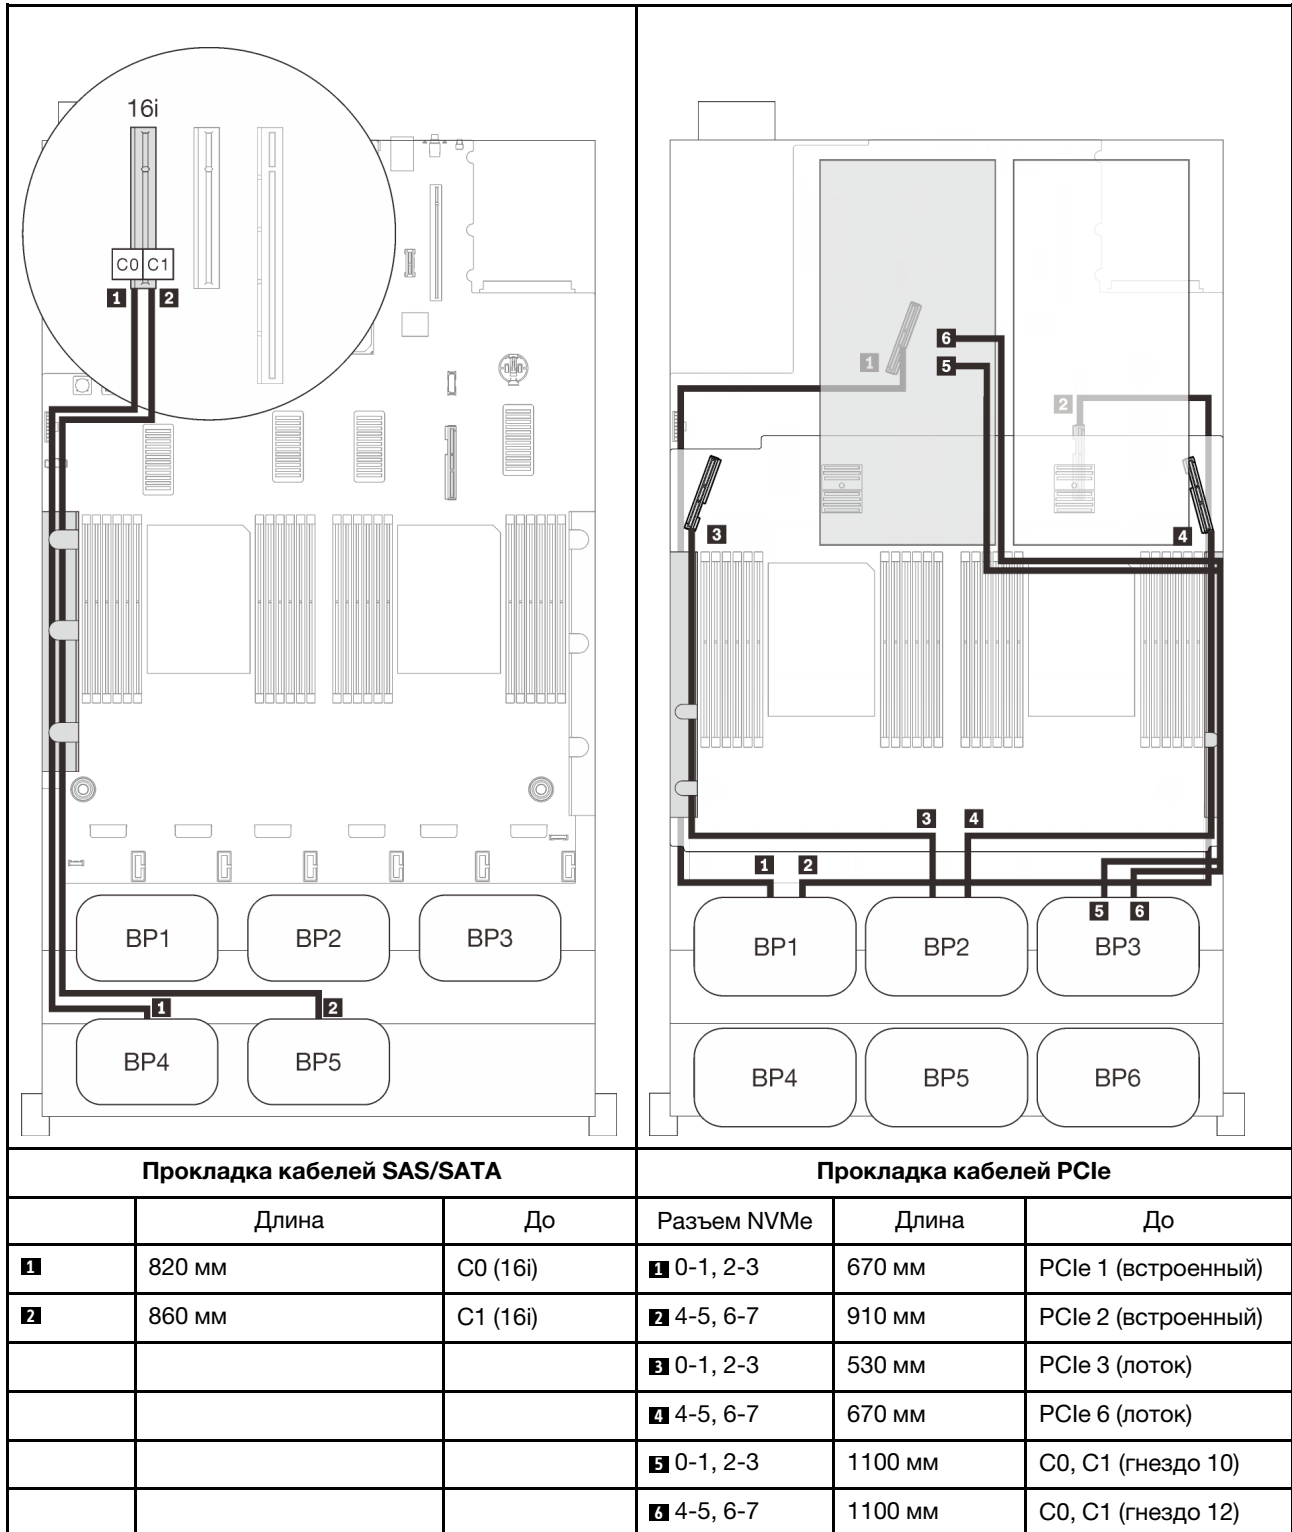 16i
C0 C1
1 2
BP1 BP2 BP3
1 2
BP4 BP5
6
1 5
2
3 4
3 4
1 2
5 6
BP1 BP2 BP3
BP4 BP5 BP6
Прокладка кабелей SAS/SATA Прокладка кабелей PCIe
Длина До Разъем NVMe Длина До
1 820 мм C0 (16i) 1 0-1, 2-3 670 мм PCIe 1 (встроенный)
2 860 мм C1 (16i) 2 4-5, 6-7 910 мм PCIe 2 (встроенный)
3 0-1, 2-3 530 мм PCIe 3 (лоток)
4 4-5, 6-7 670 мм PCIe 6 (лоток)
5 0-1, 2-3 1100 мм C0, C1 (гнездо 10)
6 4-5, 6-7 1100 мм C0, C1 (гнездо 12)